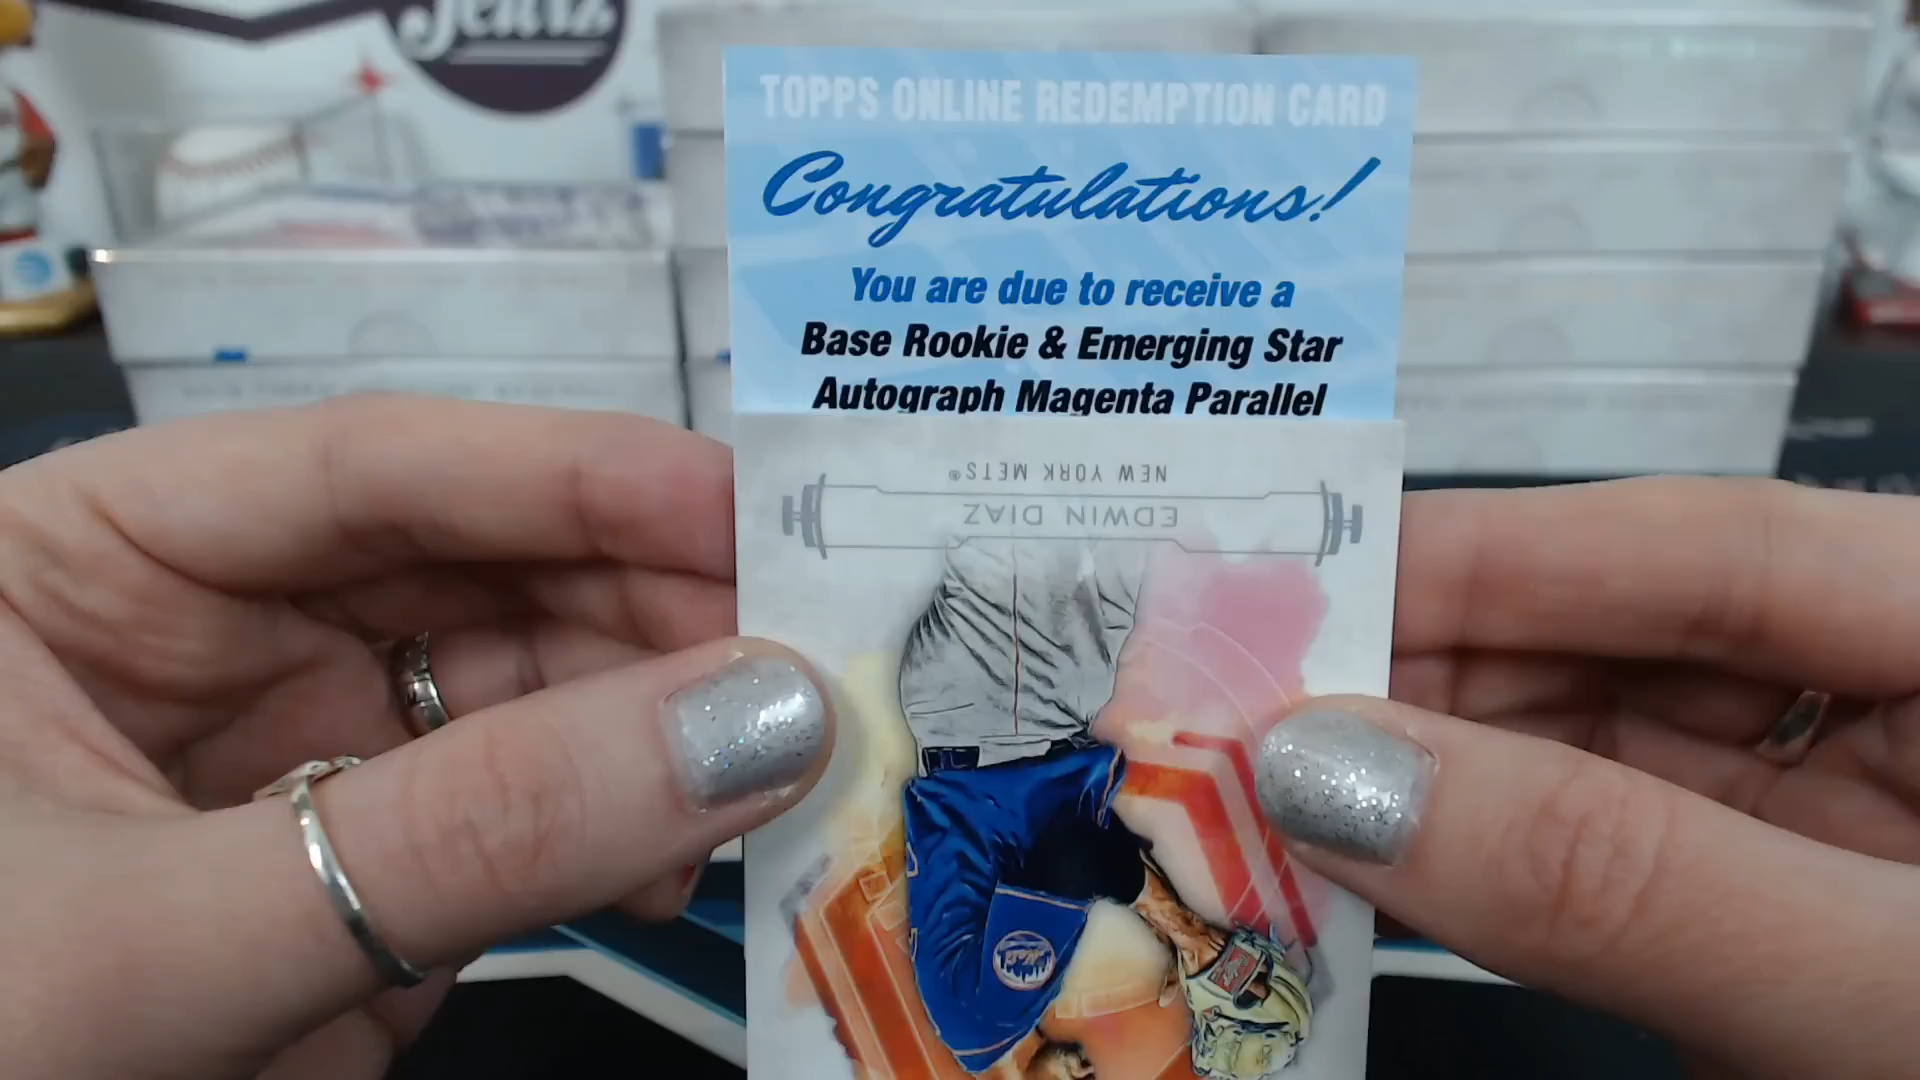 TOPPS ONLINE REDEMPTION CARD
Congratulations!
You are due to receive a
Base Rookie & Emerging Star
Autograph Magenta Parallel
NEW YORK METS®
EDWIN DIAZ